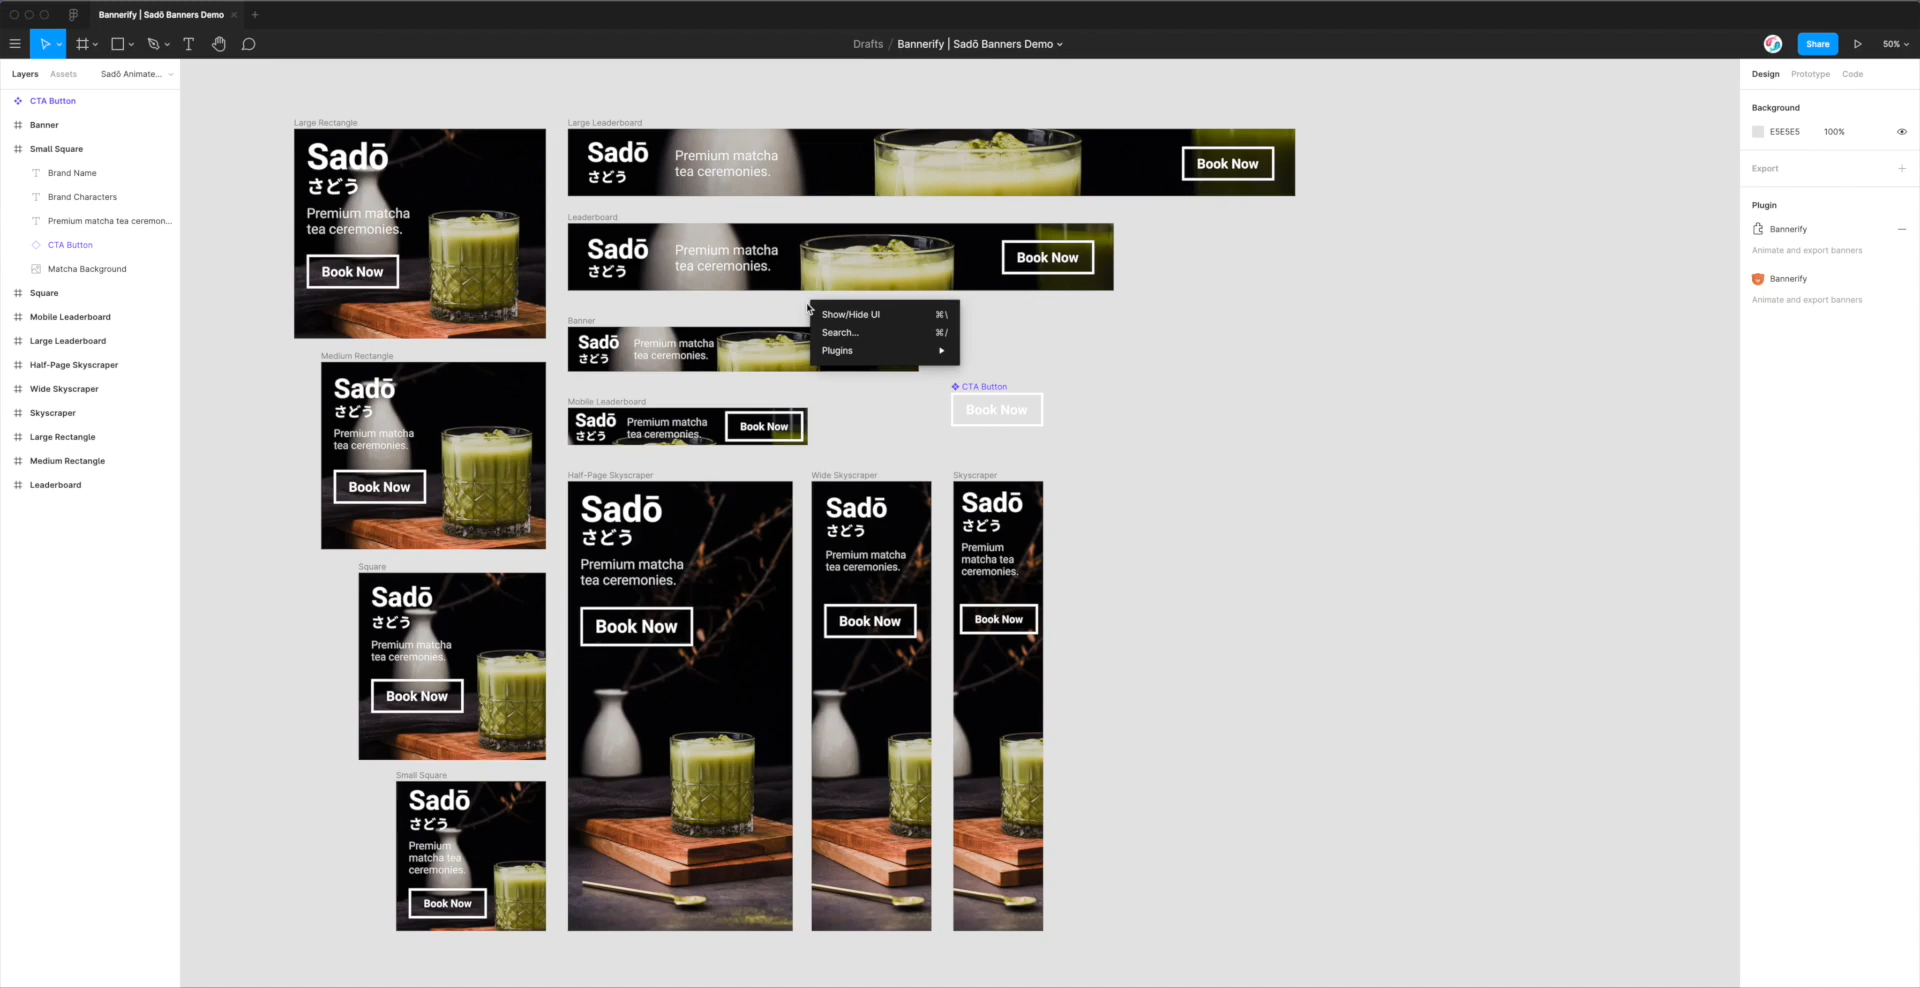 Bannerify | Sadō Banners Demo
Drafts / Bannerify | Sadō Banners Demo
Share
50%
Layers
Assets
Sadō Animate...
CTA Button
Banner
Small Square
Brand Name
Brand Characters
Premium matcha tea ceremon...
CTA Button
Matcha Background
Square
Mobile Leaderboard
Large Leaderboard
Half-Page Skyscraper
Wide Skyscraper
Skyscraper
Large Rectangle
Medium Rectangle
Leaderboard
Large Rectangle
Sadō
さどう
Premium matcha
tea ceremonies.
Book Now
Medium Rectangle
Sadō
さどう
Premium matcha
tea ceremonies.
Book Now
Square
Sadō
さどう
Premium matcha
tea ceremonies.
Book Now
Small Square
Sadō
さどう
Premium
matcha tea
ceremonies.
Book Now
Large Leaderboard
Sadō
さどう
Premium matcha
tea ceremonies.
Book Now
Leaderboard
Sadō
さどう
Premium matcha
tea ceremonies.
Book Now
Show/Hide UI ⌘\
Search... ⌘/
Plugins
Banner
Sadō
さどう
Premium matcha
tea ceremonies.
CTA Button
Book Now
Mobile Leaderboard
Sadō
さどう
Premium matcha
tea ceremonies.
Book Now
Half-Page Skyscraper
Sadō
さどう
Premium matcha
tea ceremonies.
Book Now
Wide Skyscraper
Sadō
さどう
Premium matcha
tea ceremonies.
Book Now
Skyscraper
Sadō
さどう
Premium
matcha tea
ceremonies.
Book Now
Design
Prototype
Code
Background
E5E5E5 100%
Export
Plugin
Bannerify
Animate and export banners
Bannerify
Animate and export banners